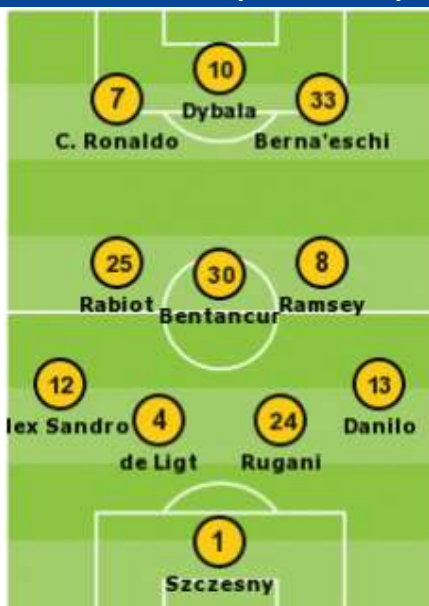 10
Dybala
7
C. Ronaldo
33
Berna'eschi
25
Rabiot
30
Bentancur
8
Ramsey
12
lex Sandro
4
de Ligt
24
Rugani
13
Danilo
1
Szczesny